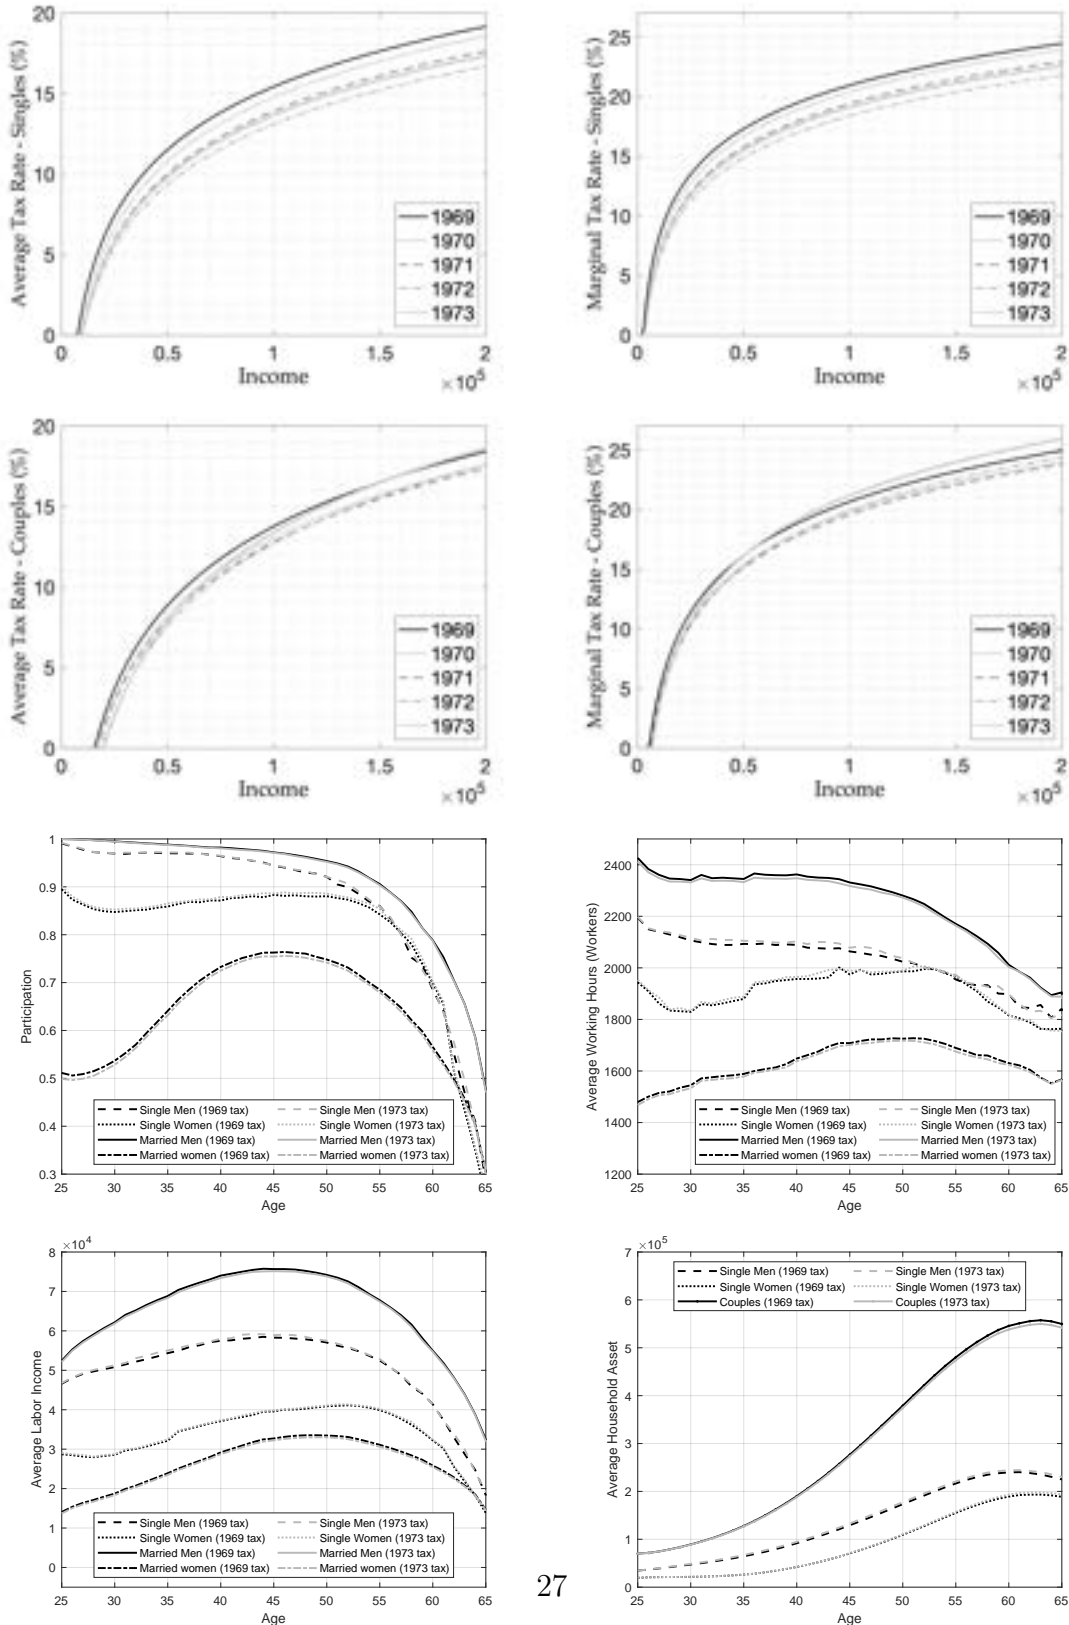 20
15
10
5
0
0
0.5
1
1.5
2
×10⁵
Income
Average Tax Rate - Singles (%)
1969
1970
1971
1972
1973
25
20
15
10
5
0
0
0.5
1
1.5
2
×10⁵
Income
Marginal Tax Rate - Singles (%)
1969
1970
1971
1972
1973
20
15
10
5
0
0
0.5
1
1.5
2
×10⁵
Income
Average Tax Rate - Couples (%)
1969
1970
1971
1972
1973
25
20
15
10
5
0
0
0.5
1
1.5
2
×10⁵
Income
Marginal Tax Rate - Couples (%)
1969
1970
1971
1972
1973
1
0.9
0.8
0.7
0.6
0.5
0.4
0.3
25 30 35 40 45 50 55 60 65
Age
Participation
Single Men (1969 tax) Single Men (1973 tax)
Single Women (1969 tax) Single Women (1973 tax)
Married Men (1969 tax) Married Men (1973 tax)
Married women (1969 tax) Married women (1973 tax)
2400
2200
2000
1800
1600
1400
1200
25 30 35 40 45 50 55 60 65
Age
Average Working Hours (Workers)
Single Men (1969 tax) Single Men (1973 tax)
Single Women (1969 tax) Single Women (1973 tax)
Married Men (1969 tax) Married Men (1973 tax)
Married women (1969 tax) Married women (1973 tax)
×10⁴
8
7
6
5
4
3
2
1
0
25 30 35 40 45 50 55 60 65
Age
Average Labor Income
Single Men (1969 tax) Single Men (1973 tax)
Single Women (1969 tax) Single Women (1973 tax)
Married Men (1969 tax) Married Men (1973 tax)
Married women (1969 tax) Married women (1973 tax)
×10⁵
7
6
5
4
3
2
1
0
25 30 35 40 45 50 55 60 65
Age
Average Household Asset
Single Men (1969 tax) Single Men (1973 tax)
Single Women (1969 tax) Single Women (1973 tax)
Couples (1969 tax) Couples (1973 tax)
27